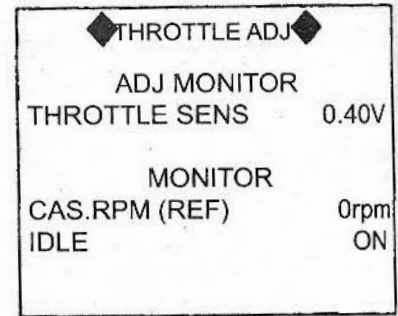 ◆THROTTLE ADJ◆
ADJ MONITOR
THROTTLE SENS 0.40V
MONITOR
CAS.RPM (REF) 0rpm
IDLE ON